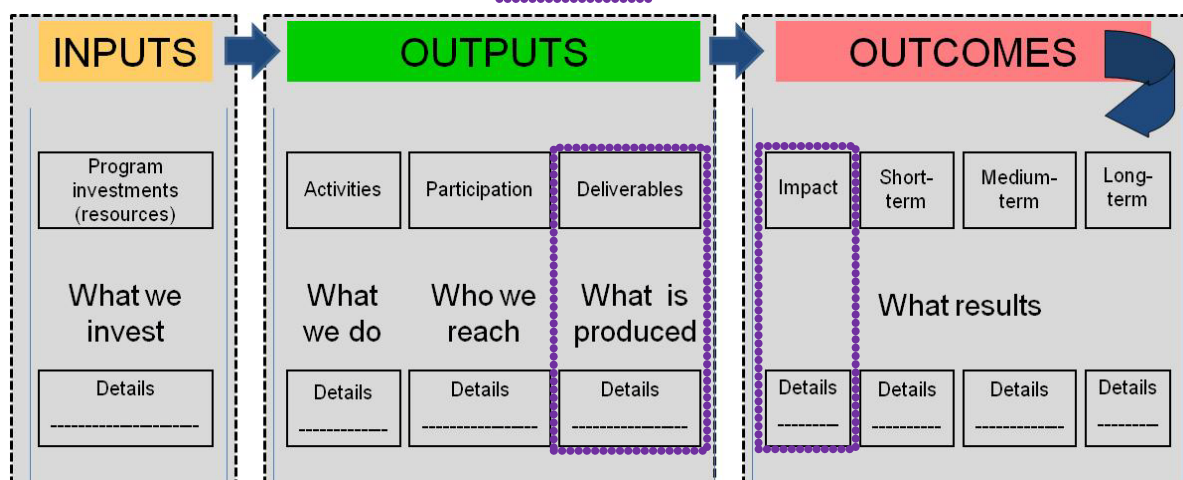 INPUTS
OUTPUTS
OUTCOMES
Program
investments
(resources)
Activities
Participation
Deliverables
Impact
Short-
term
Medium-
term
Long-
term
What we
invest
What
we do
Who we
reach
What is
produced
What results
Details
Details
Details
Details
Details
Details
Details
Details